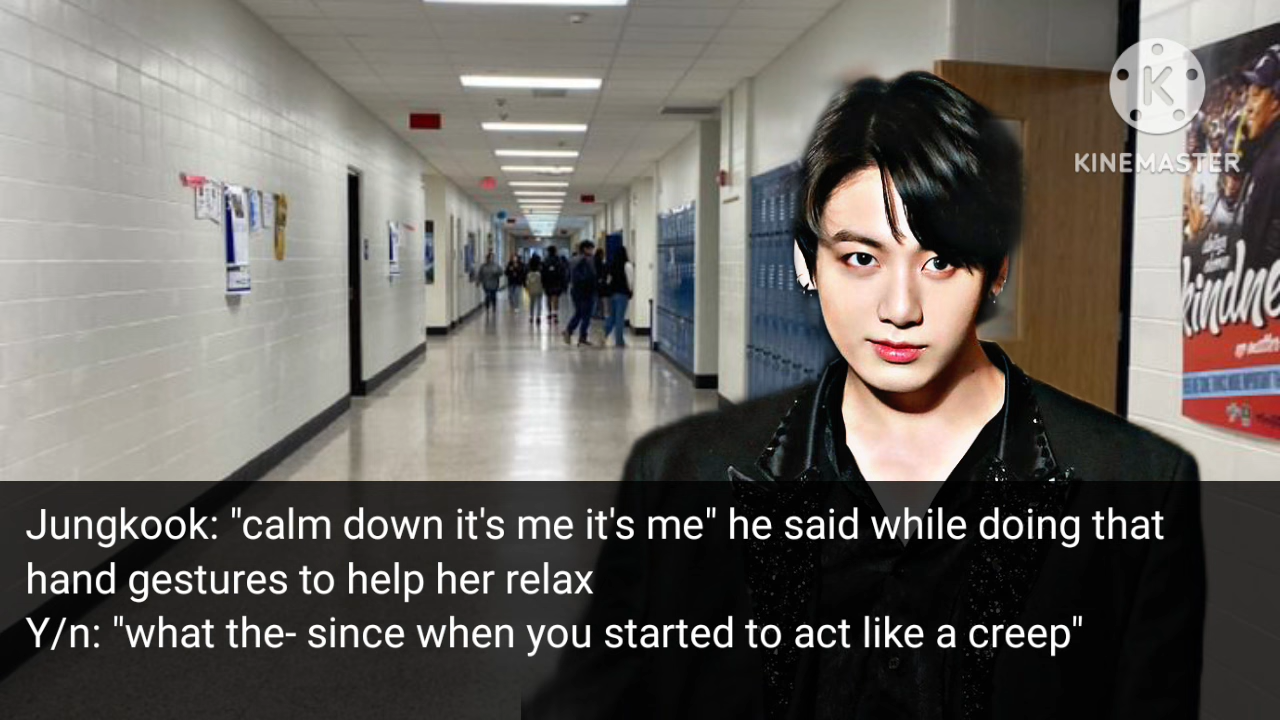 K
KINEMASTER
kindne
Jungkook: "calm down it's me it's me" he said while doing that
hand gestures to help her relax
Y/n: "what the- since when you started to act like a creep"